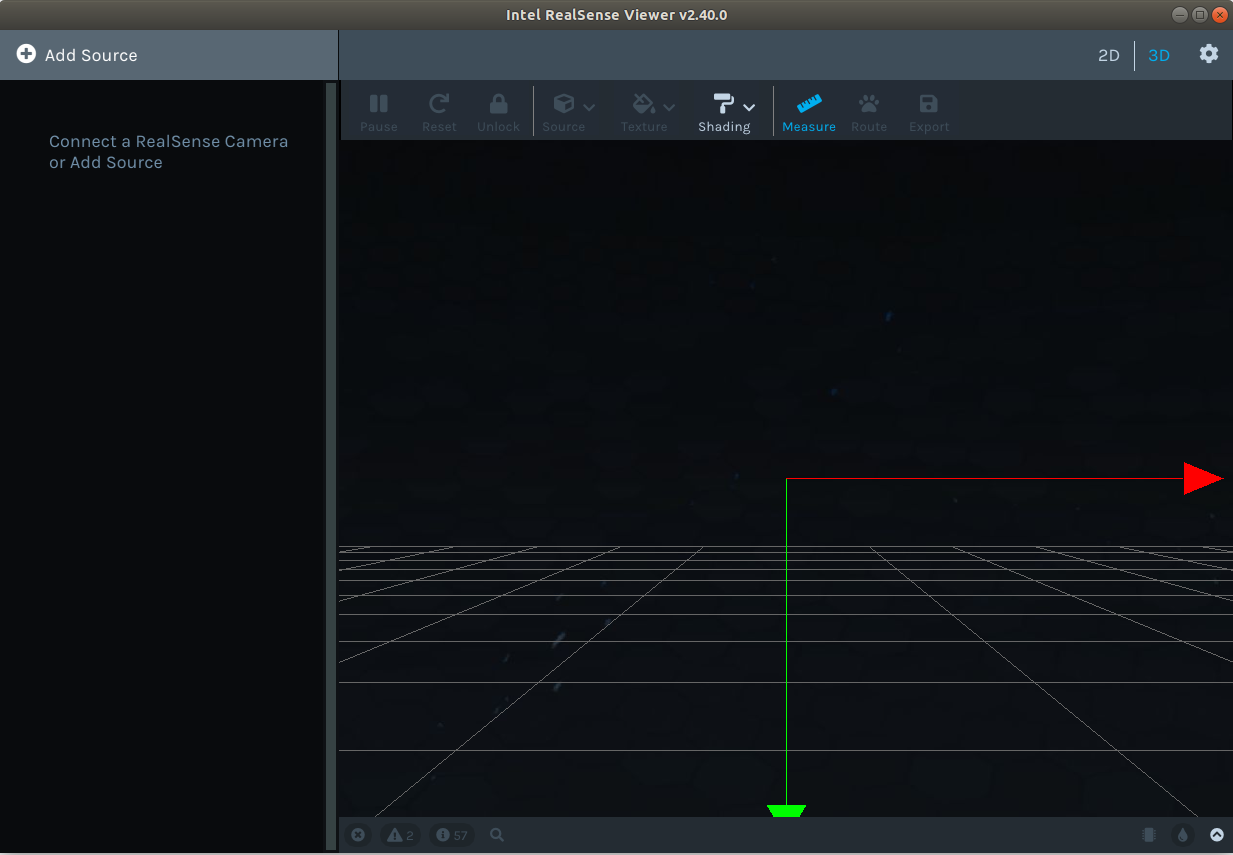 Intel RealSense Viewer v2.40.0
Add Source
2D
3D
Connect a RealSense Camera
or Add Source
Pause
Reset
Unlock
Source
Texture
Shading
Measure
Route
Export
2
57